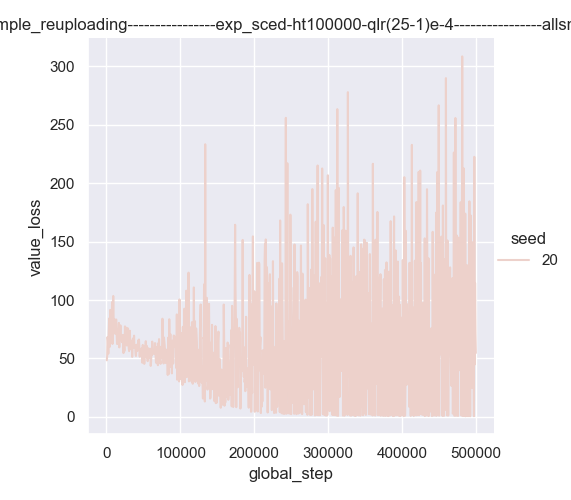 mple_reuploading----------------exp_sced-ht100000-qlr(25-1)e-4----------------allsr
300
250
200
150
100
50
0
value_loss
0 100000 200000 300000 400000 500000
global_step
seed
20